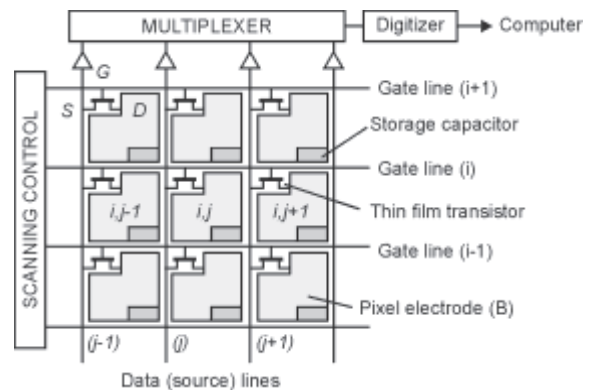 MULTIPLEXER
Digitizer
Computer
G
Gate line (i+1)
S
D
Storage capacitor
SCANNING CONTROL
Gate line (i)
i,j-1
i,j
i,j+1
Thin film transistor
Gate line (i-1)
Pixel electrode (B)
(j-1)
(j)
(j+1)
Data (source) lines